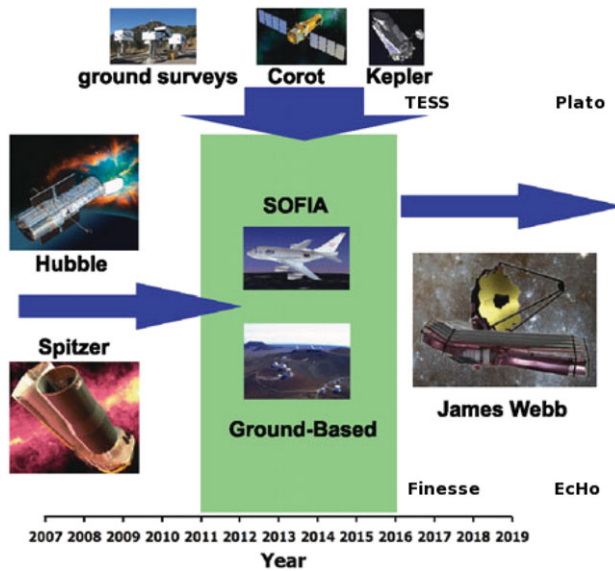 ground surveys Corot Kepler
TESS Plato
SOFIA
Hubble
Spitzer
Ground-Based
James Webb
Finesse EcHo
2007 2008 2009 2010 2011 2012 2013 2014 2015 2016 2017 2018 2019
Year